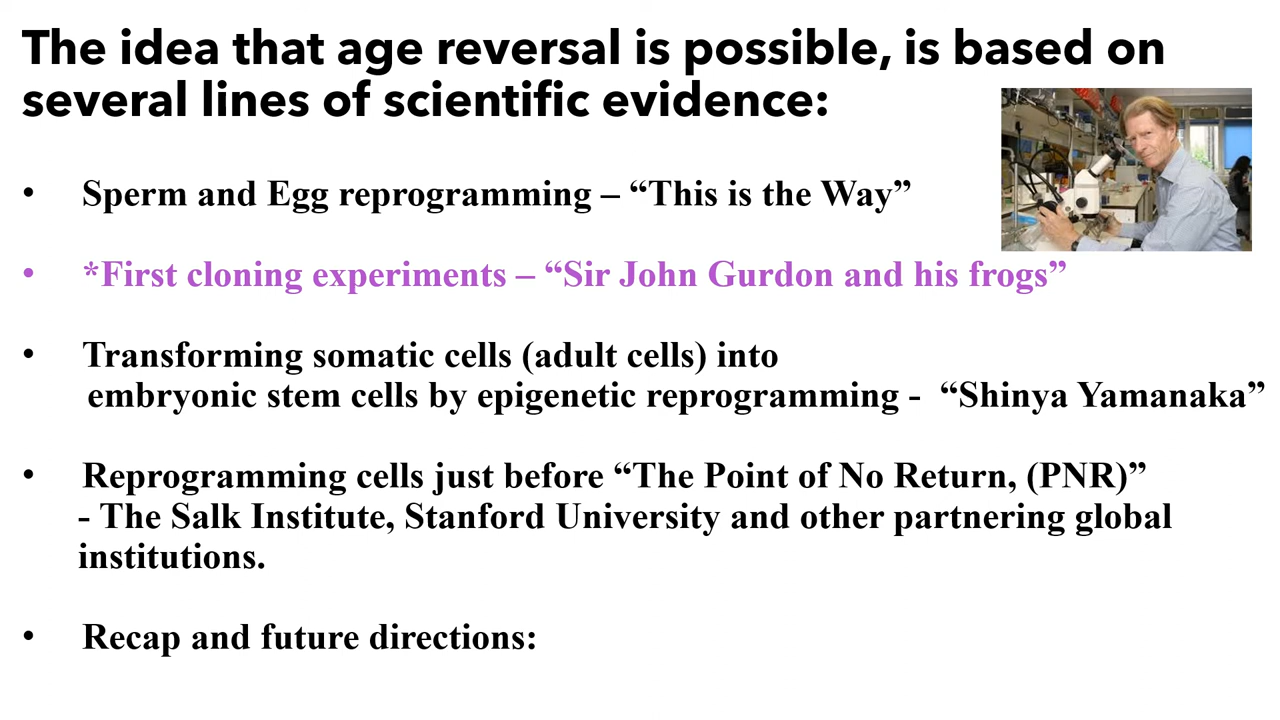 The idea that age reversal is possible, is based on
several lines of scientific evidence:
• Sperm and Egg reprogramming – “This is the Way”
• *First cloning experiments – “Sir John Gurdon and his frogs”
• Transforming somatic cells (adult cells) into
embryonic stem cells by epigenetic reprogramming - “Shinya Yamanaka”
• Reprogramming cells just before “The Point of No Return, (PNR)”
- The Salk Institute, Stanford University and other partnering global
institutions.
• Recap and future directions: